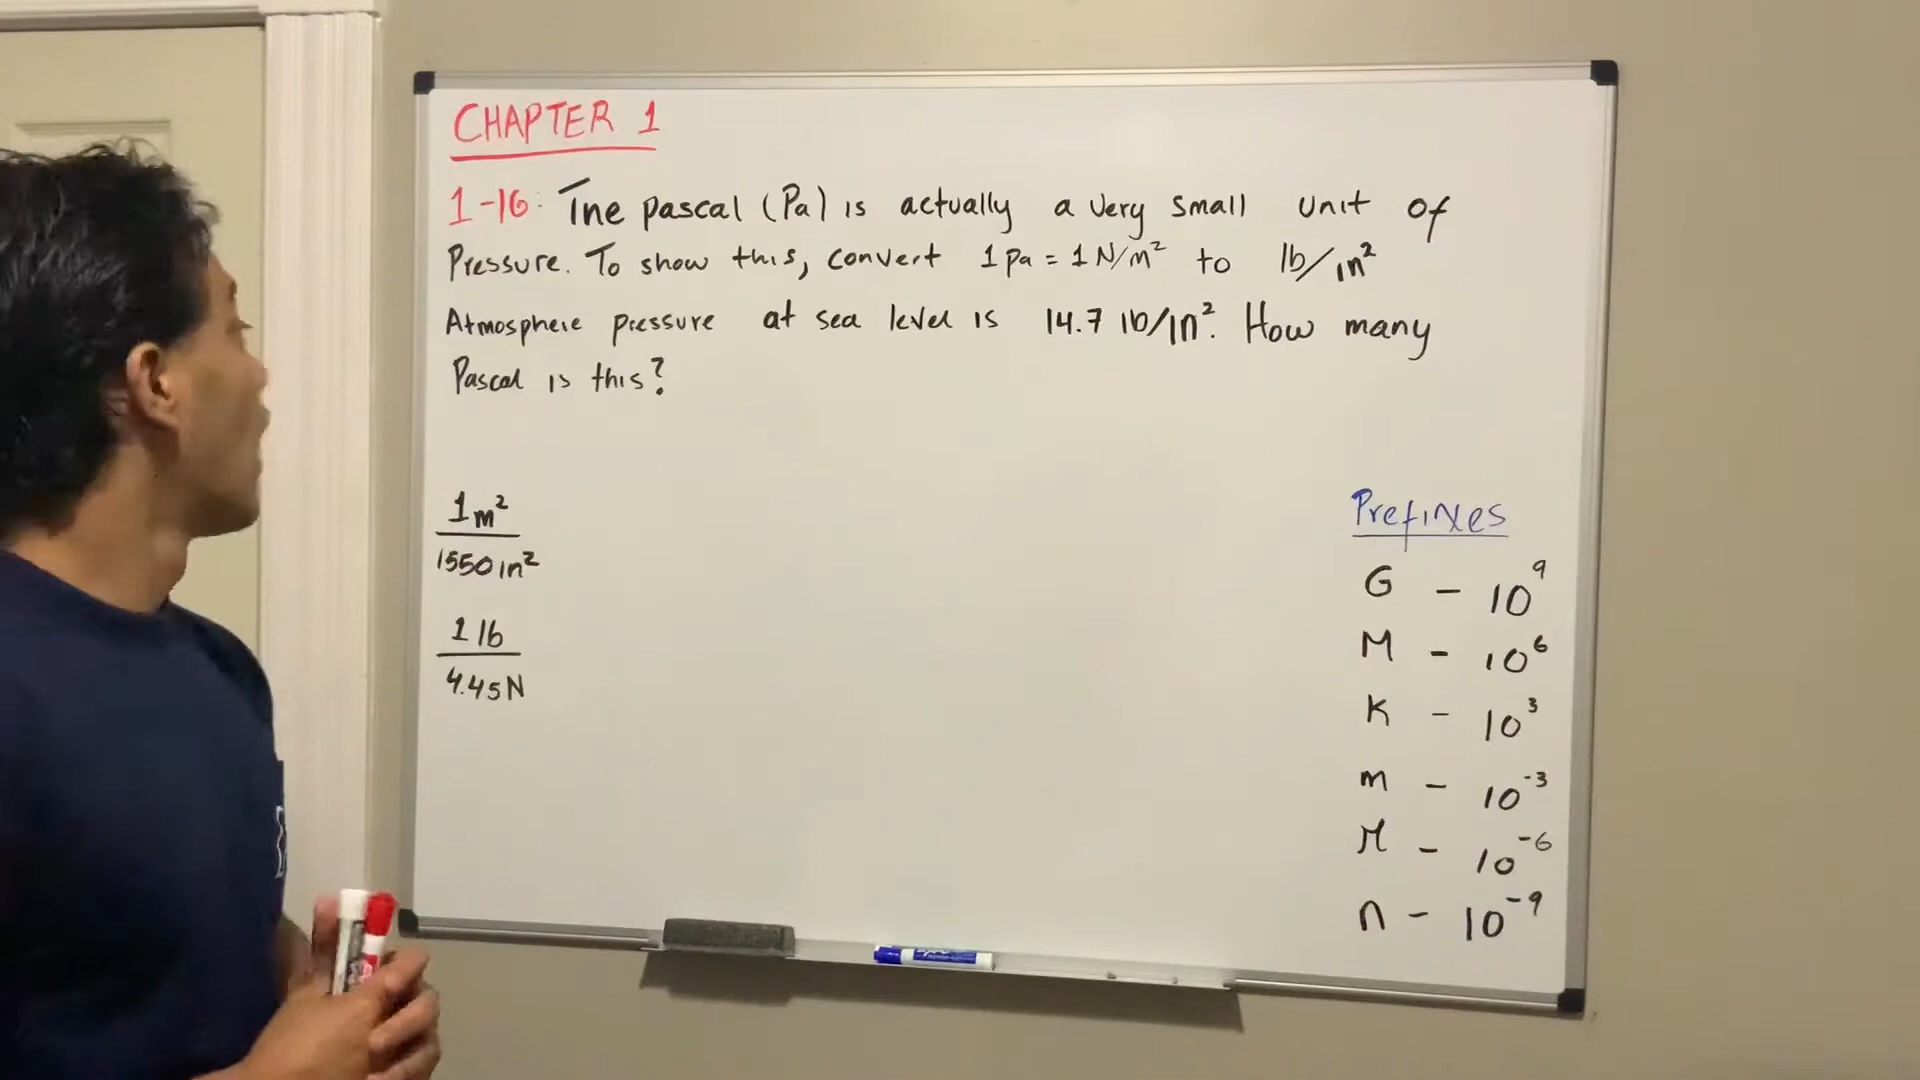 CHAPTER 1
1-16: The pascal (Pa) is actually a very small unit of
Pressure. To show this, convert 1 pa = 1 N/m² to lb/in²
Atmosphere pressure at sea level is 14.7 lb/in². How many
Pascal is this?
1 m²
1550 in²
1 lb
4.45 N
Prefixes
G - 10⁹
M - 10⁶
K - 10³
m - 10⁻³
μ - 10⁻⁶
n - 10⁻⁹